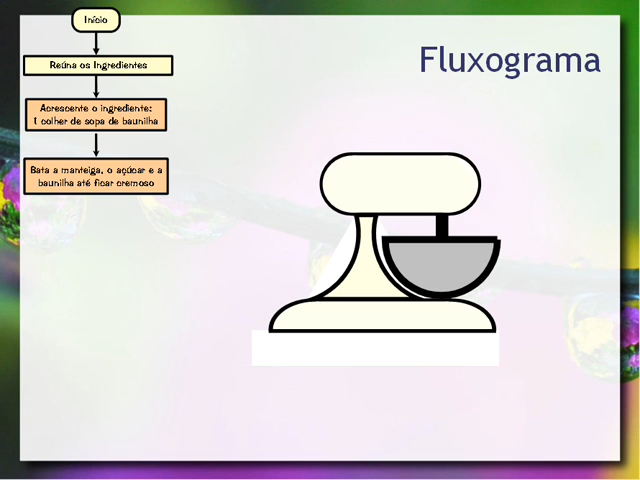 Início
Reúna os Ingredientes
Fluxograma
Acrescente o ingrediente:
1 colher de sopa de baunilha
Bata a manteiga, o açúcar e a
baunilha até ficar cremoso